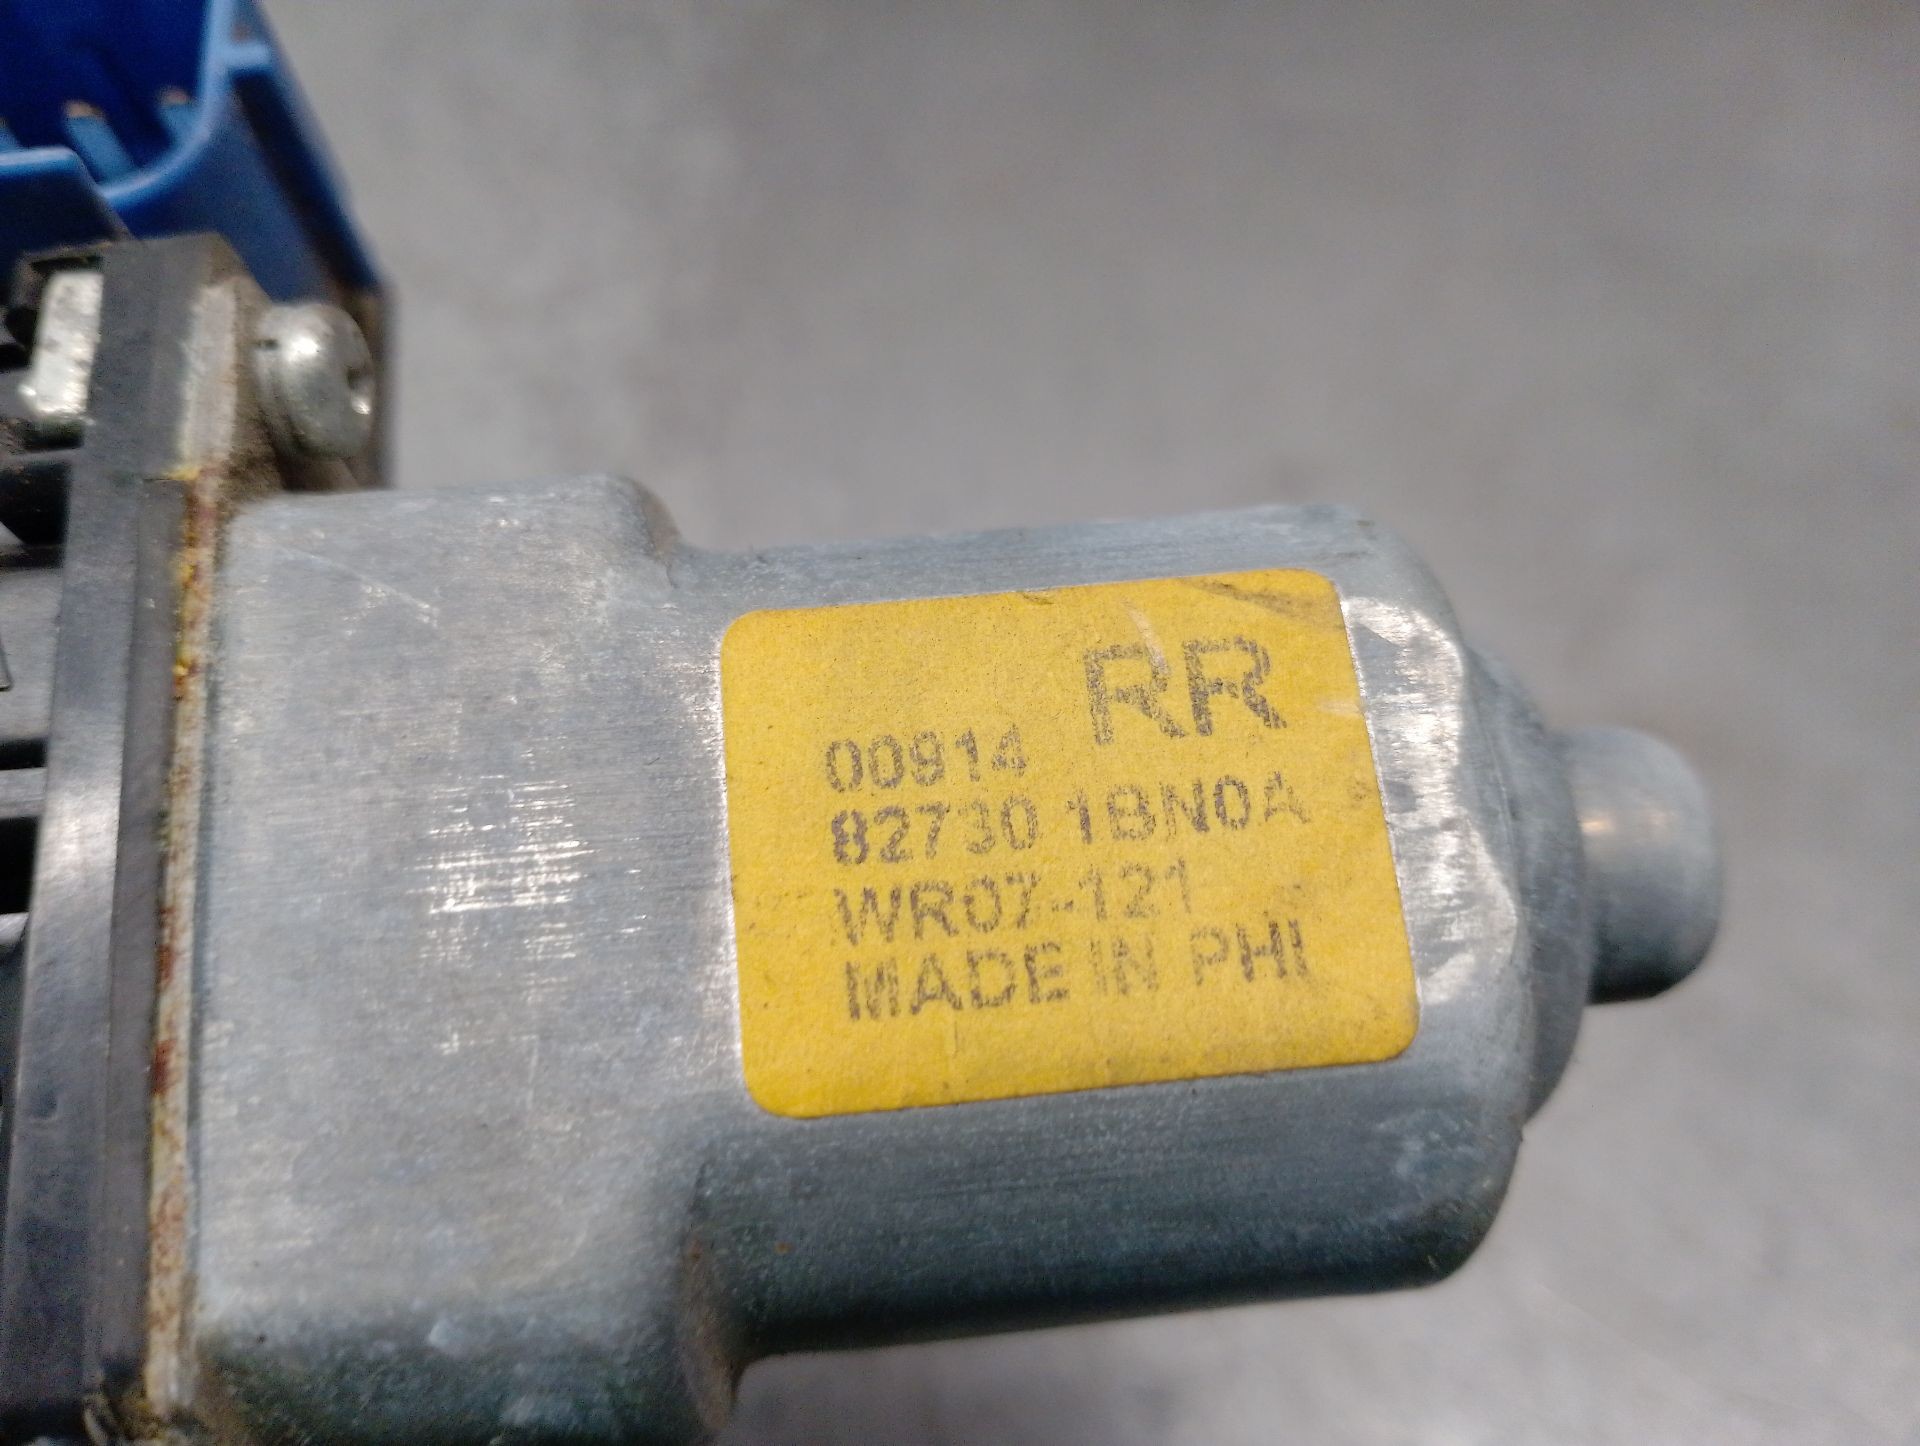 RR
00914
82730 1BN0A
WR07-121
MADE IN PHI